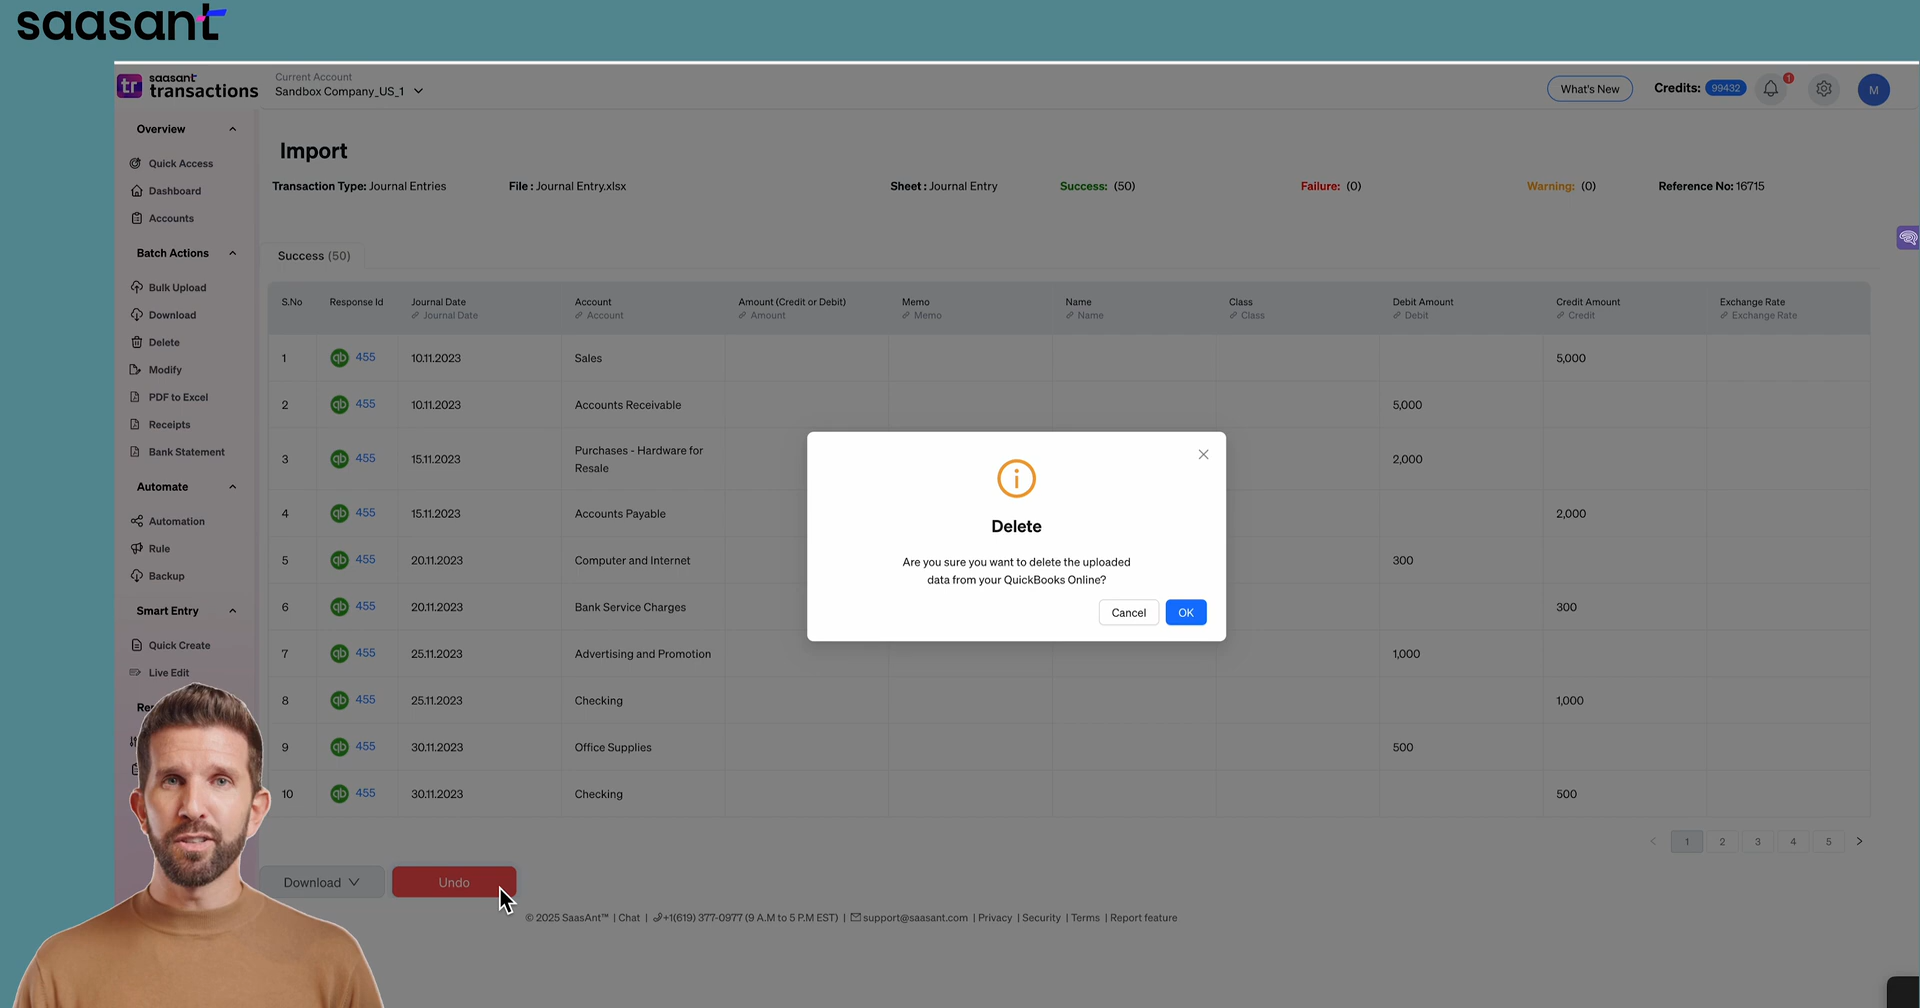 saasant
saasant
transactions
Current Account
Sandbox Company_US_1
What's New
Credits: 99432
1
M
Overview
Quick Access
Dashboard
Accounts
Batch Actions
Bulk Upload
Download
Delete
Modify
PDF to Excel
Receipts
Bank Statement
Automate
Automation
Rule
Backup
Smart Entry
Quick Create
Live Edit
Import
Transaction Type: Journal Entries File : Journal Entry.xlsx Sheet : Journal Entry Success: (50) Failure: (0) Warning: (0) Reference No: 16715
Success (50)
S.No Response Id Journal Date Account Amount (Credit or Debit) Memo Name Class Debit Amount Credit Amount Exchange Rate
Journal Date Account Amount Memo Name Class Debit Credit Exchange Rate
1 qb 455 10.11.2023 Sales 5,000
2 qb 455 10.11.2023 Accounts Receivable 5,000
3 qb 455 15.11.2023 Purchases - Hardware for Resale 2,000
4 qb 455 15.11.2023 Accounts Payable 2,000
5 qb 455 20.11.2023 Computer and Internet 300
6 qb 455 20.11.2023 Bank Service Charges 300
7 qb 455 25.11.2023 Advertising and Promotion 1,000
8 qb 455 25.11.2023 Checking 1,000
9 qb 455 30.11.2023 Office Supplies 500
10 qb 455 30.11.2023 Checking 500
Delete
Are you sure you want to delete the uploaded
data from your QuickBooks Online?
Cancel OK
1 2 3 4 5
Download Undo
© 2025 SaasAnt™ | Chat | +1(619) 377-0977 (9 A.M to 5 P.M EST) | support@saasant.com | Privacy | Security | Terms | Report feature